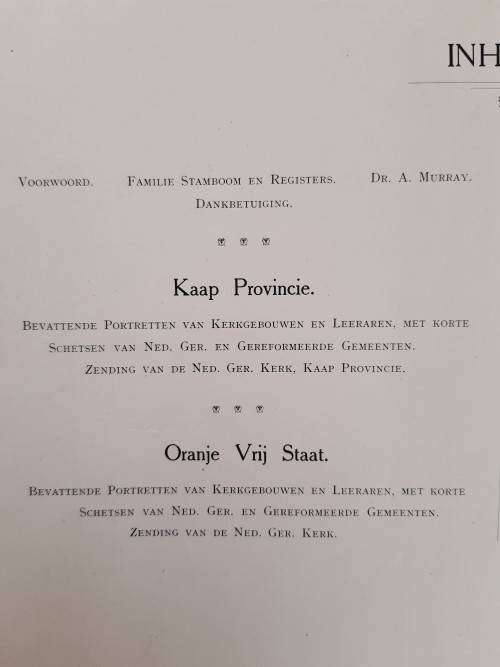 INH
Voorwoord. Familie Stamboom en Registers. Dr. A. Murray.
Dankbetuiging.
Kaap Provincie.
Bevattende Portretten van Kerkgebouwen en Leeraren, met korte
Schetsen van Ned. Ger. en Gereformeerde Gemeenten.
Zending van de Ned. Ger. Kerk, Kaap Provincie.
Oranje Vrij Staat.
Bevattende Portretten van Kerkgebouwen en Leeraren, met korte
Schetsen van Ned. Ger. en Gereformeerde Gemeenten.
Zending van de Ned. Ger. Kerk.